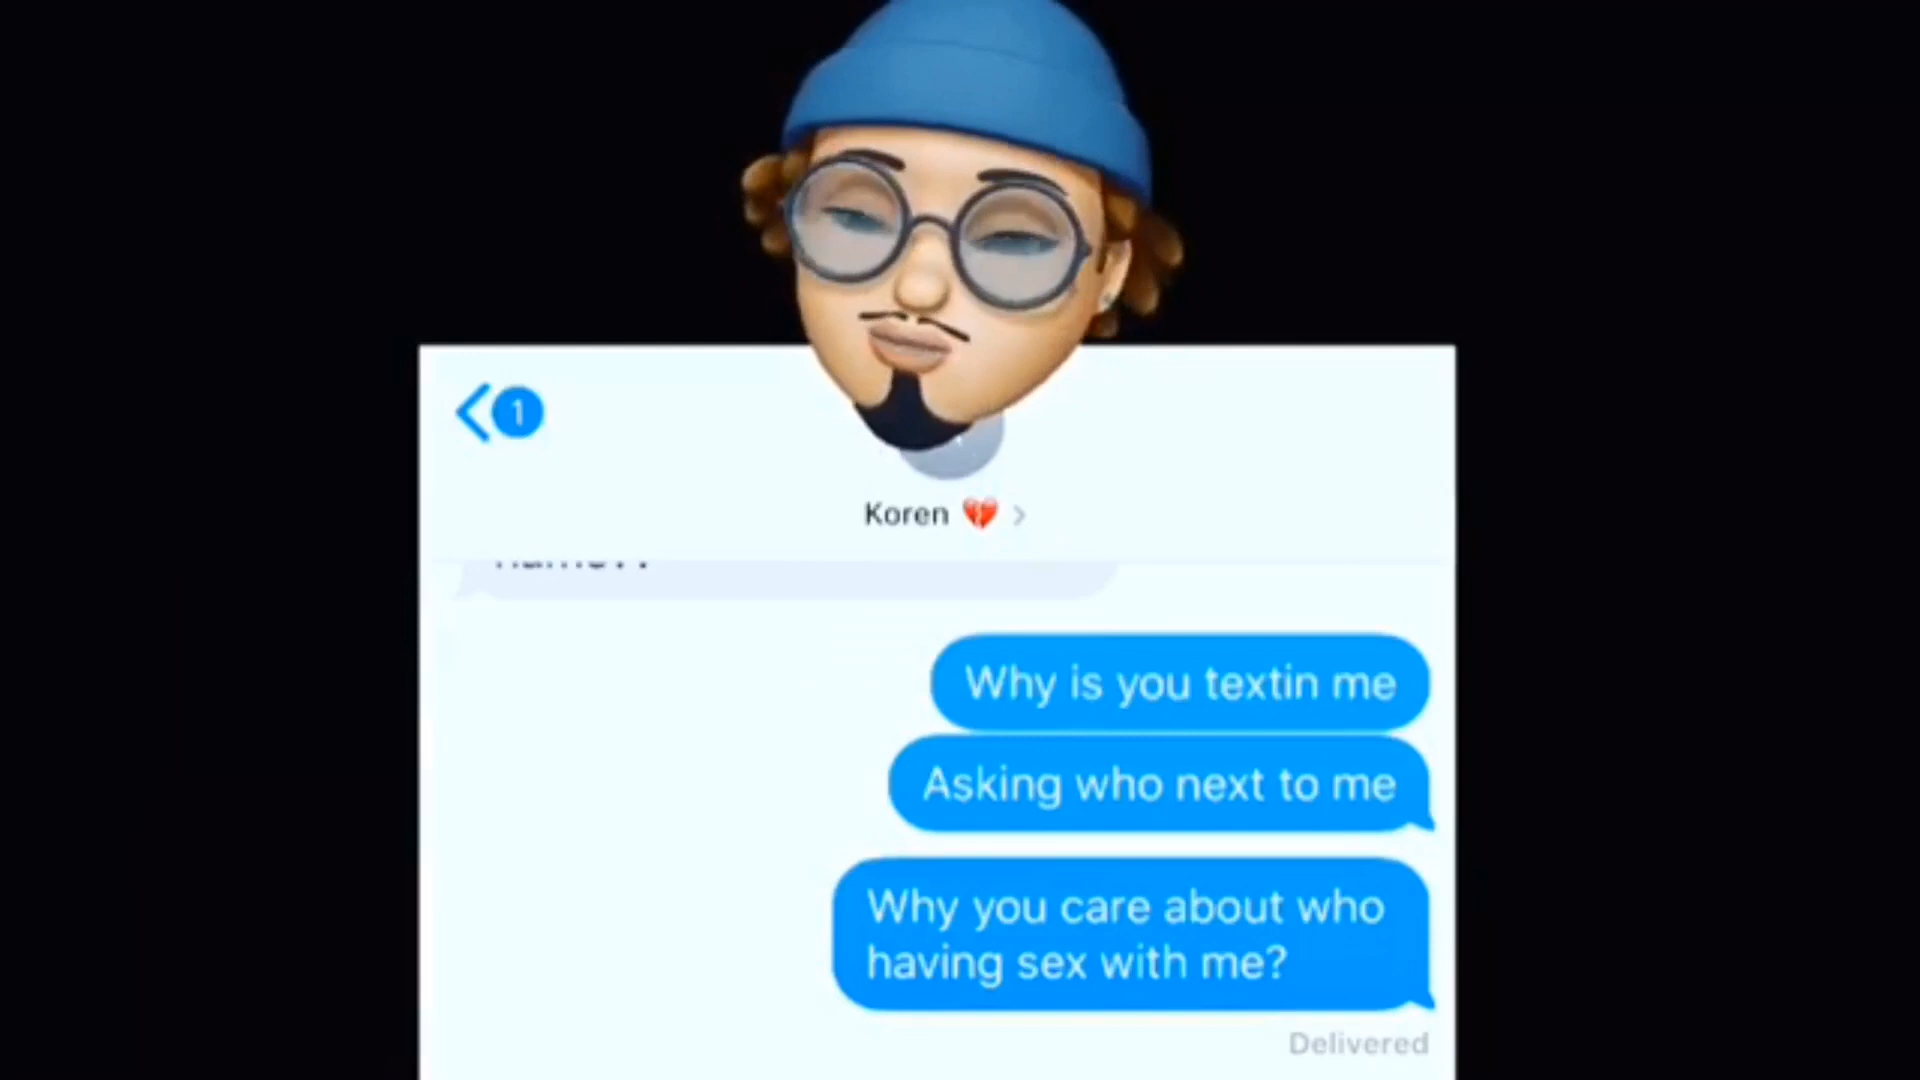 1
Koren 💔 >
Why is you textin me
Asking who next to me
Why you care about who
having sex with me?
Delivered